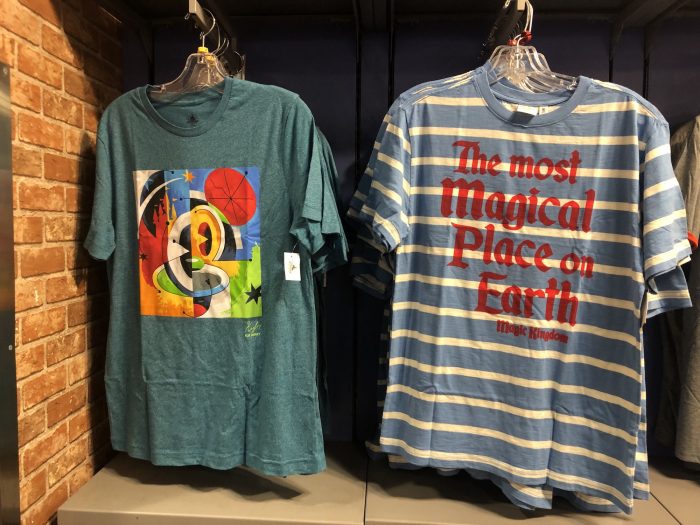 The most
Magical
Place on
Earth
Magic Kingdom